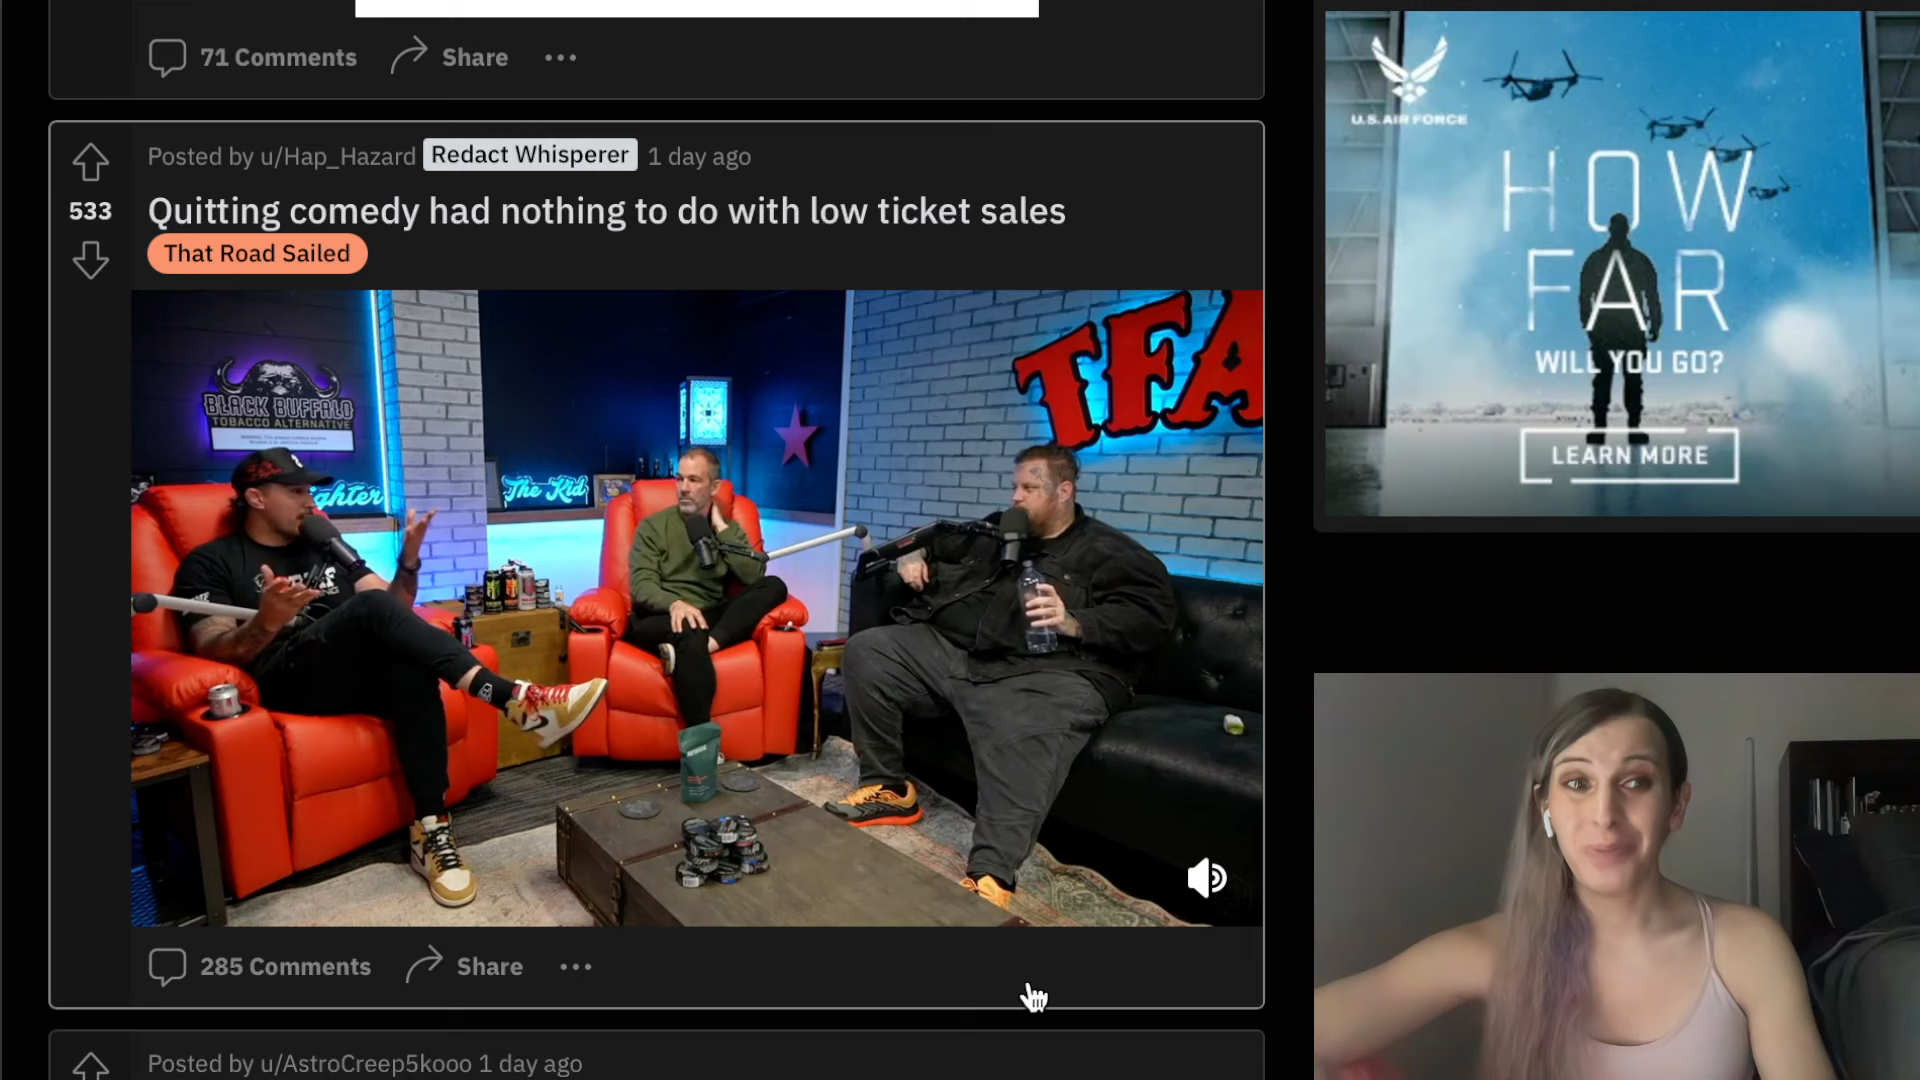 71 Comments
Share
Posted by u/Hap_Hazard
Redact Whisperer
1 day ago
533
Quitting comedy had nothing to do with low ticket sales
That Road Sailed
BLACK BUFFALO
TOBACCO ALTERNATIVE
ighter
The Kid
TFA
285 Comments
Share
Posted by u/AstroCreep5kooo 1 day ago
U.S. AIR FORCE
HOW
FAR
WILL YOU GO?
LEARN MORE